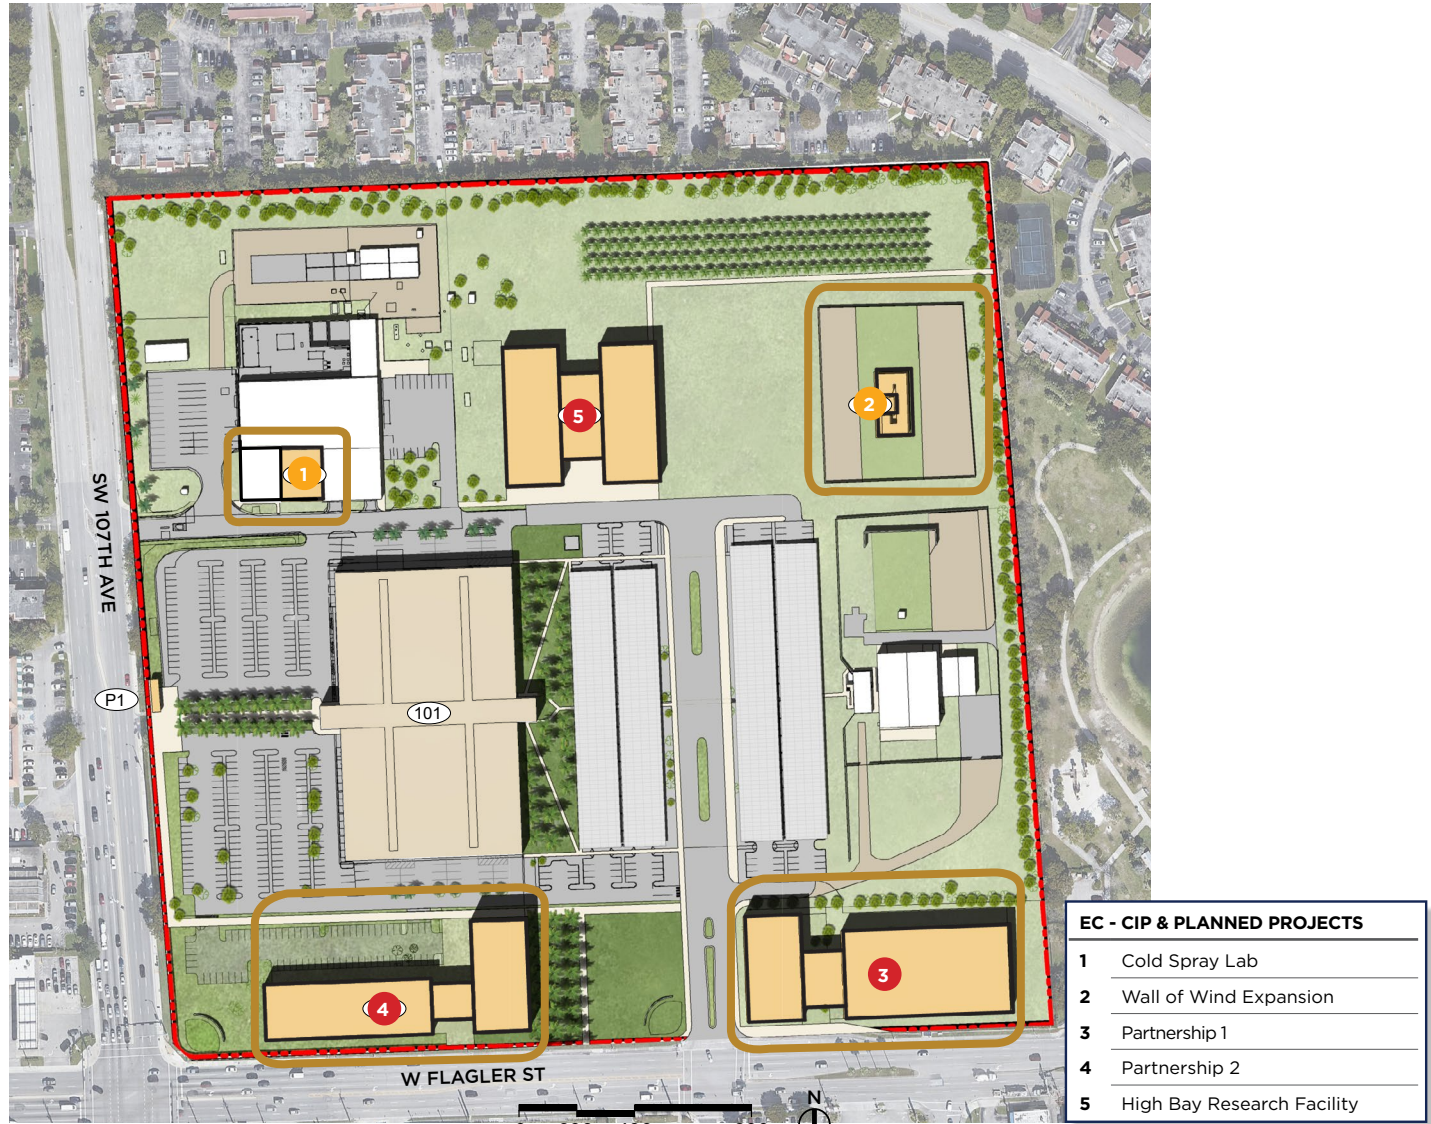 5
2
1
SW 107TH AVE
P1
101
3
4
W FLAGLER ST
N
EC - CIP & PLANNED PROJECTS
1 Cold Spray Lab
2 Wall of Wind Expansion
3 Partnership 1
4 Partnership 2
5 High Bay Research Facility